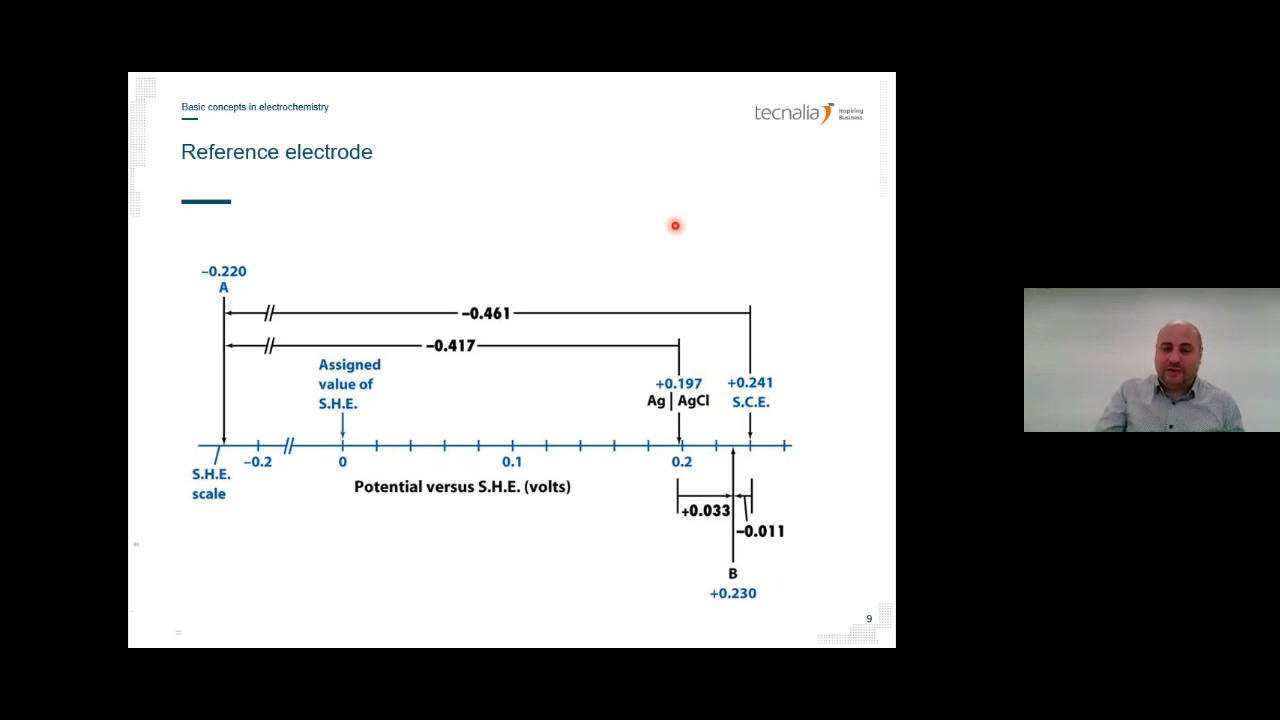 Basic concepts in electrochemistry
tecnalia Inspiring Business
Reference electrode
−0.220
A
−0.461
−0.417
Assigned
value of
S.H.E.
+0.197
Ag | AgCl
+0.241
S.C.E.
−0.2
0
0.1
0.2
S.H.E.
scale
Potential versus S.H.E. (volts)
+0.033
−0.011
B
+0.230
9